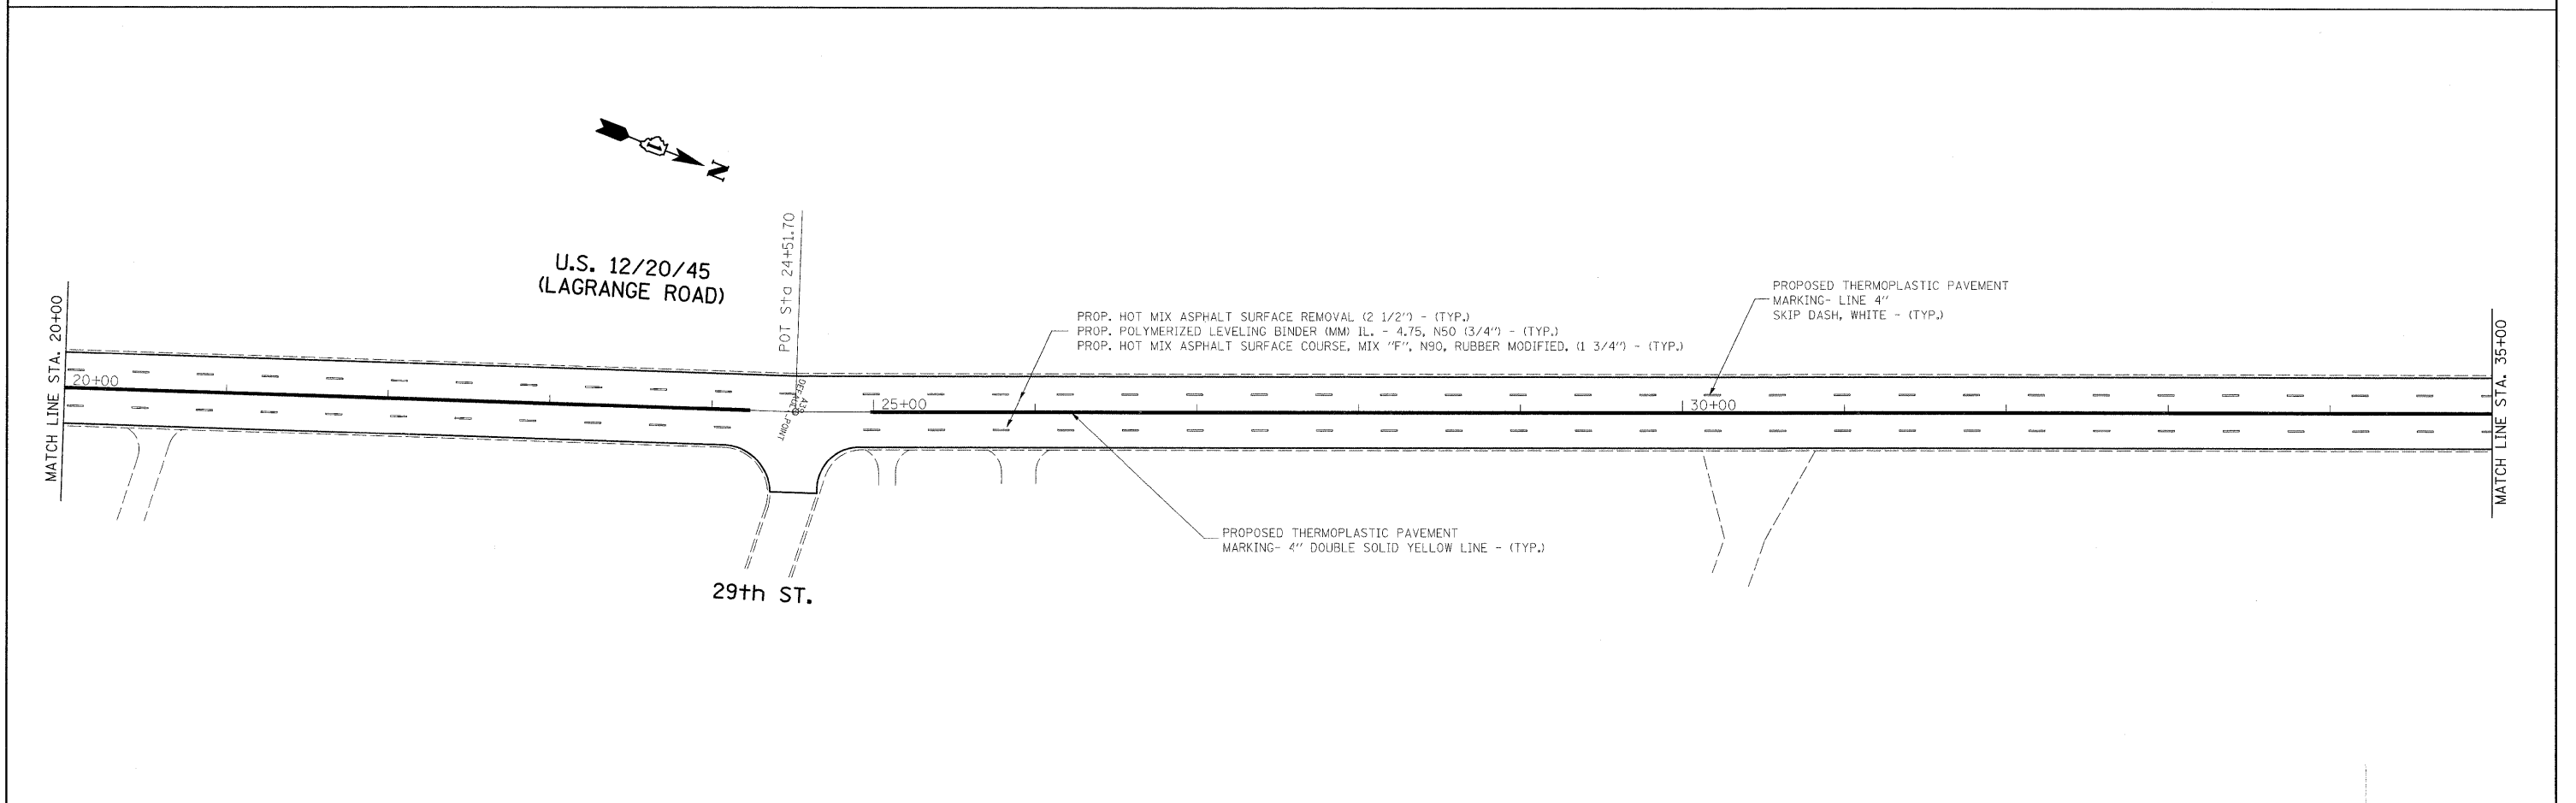 N
U.S. 12/20/45
(LAGRANGE ROAD)
POT Sta 24+51.70
MATCH LINE STA. 20+00
20+00
PROP. HOT MIX ASPHALT SURFACE REMOVAL (2 1/2") - (TYP.)
PROP. POLYMERIZED LEVELING BINDER (MM) IL. - 4.75, N50 (3/4") - (TYP.)
PROP. HOT MIX ASPHALT SURFACE COURSE, MIX "F", N90, RUBBER MODIFIED, (1 3/4") - (TYP.)
PROPOSED THERMOPLASTIC PAVEMENT
MARKING- LINE 4"
SKIP DASH, WHITE - (TYP.)
25+00
30+00
MATCH LINE STA. 35+00
POINT
PROPOSED THERMOPLASTIC PAVEMENT
MARKING- 4" DOUBLE SOLID YELLOW LINE - (TYP.)
29th ST.